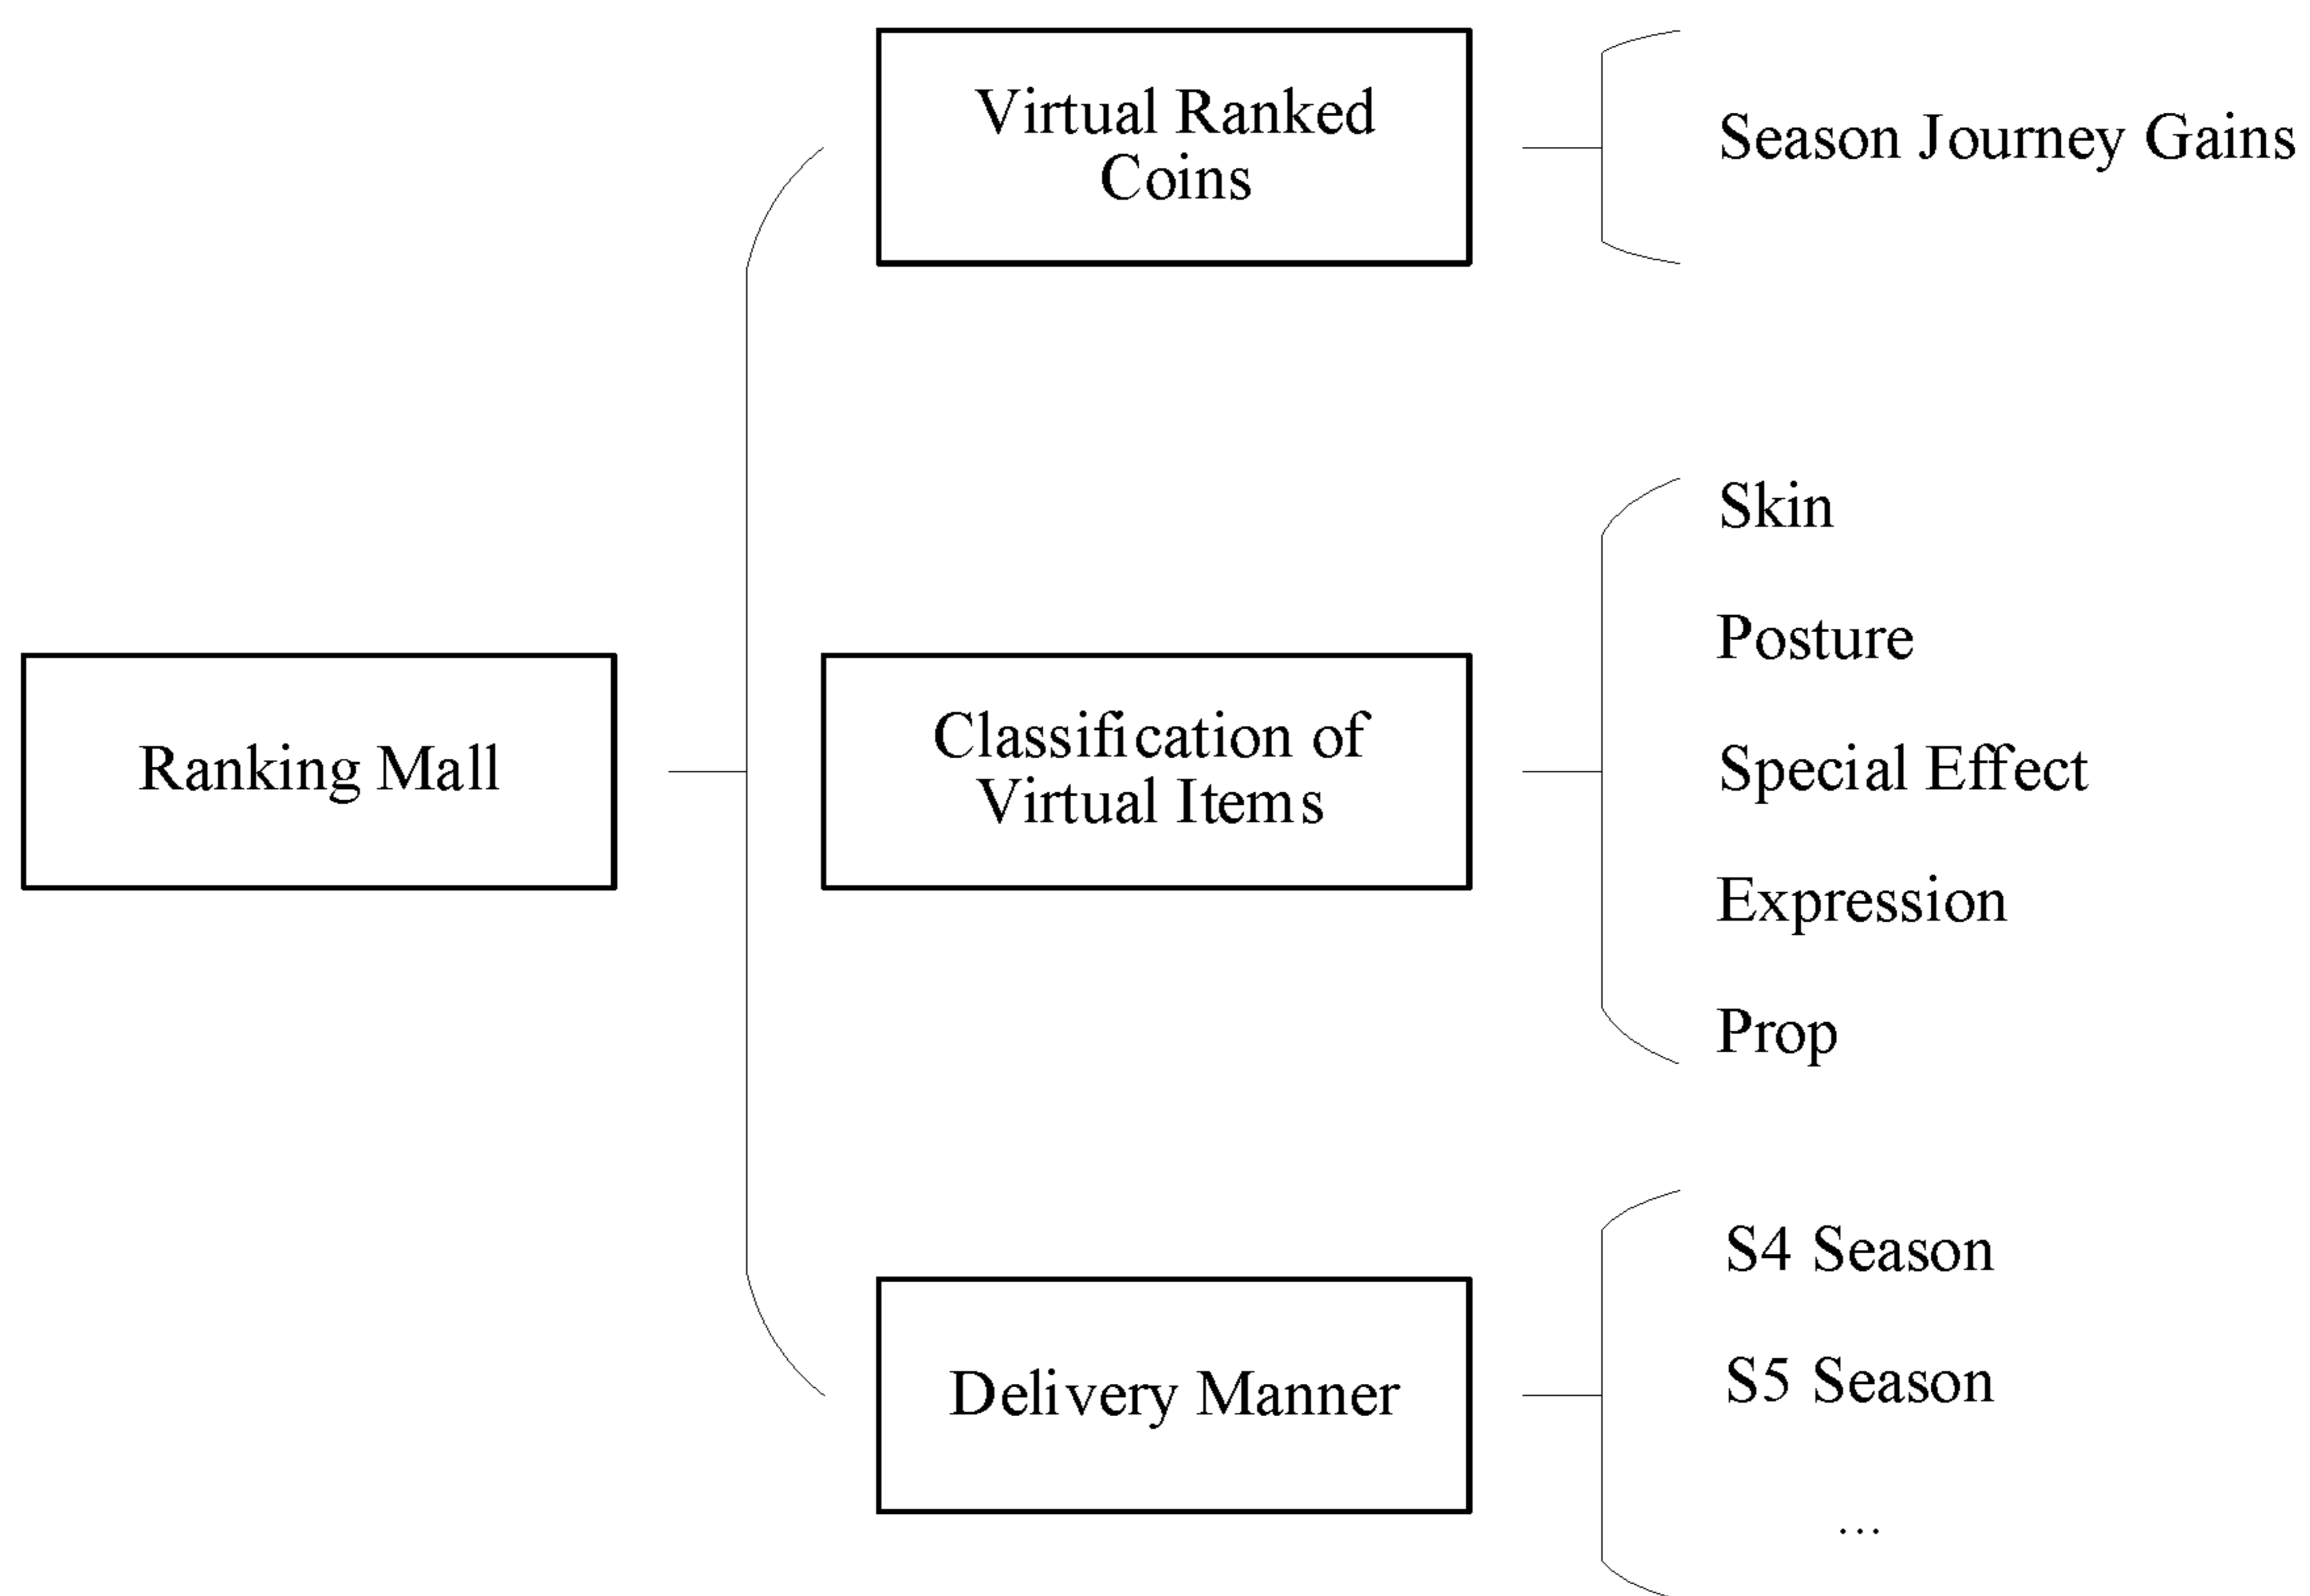 Ranking Mall
Virtual Ranked
Coins
Season Journey Gains
Classification of
Virtual Items
Skin
Posture
Special Effect
Expression
Prop
Delivery Manner
S4 Season
S5 Season
...